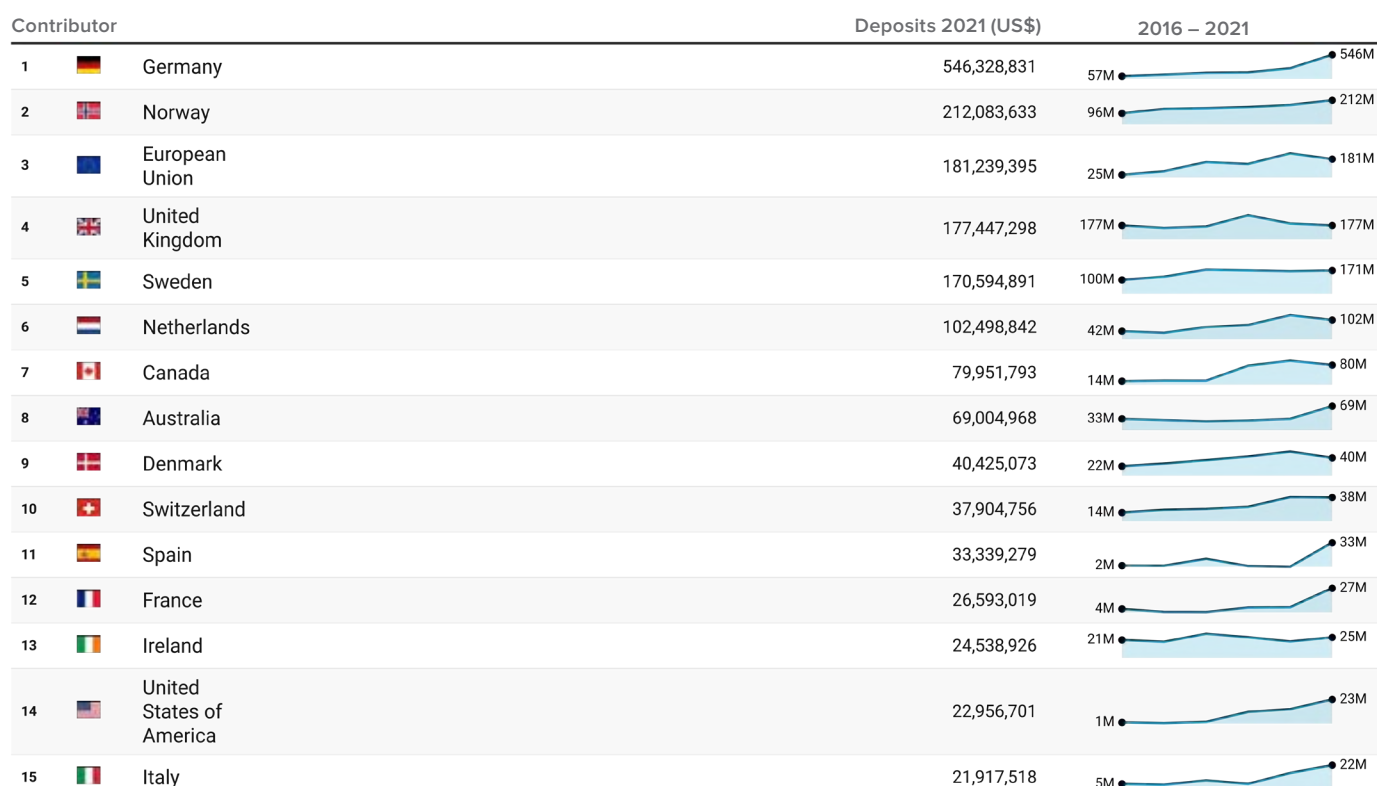 Contributor Deposits 2021 (US$) 2016 – 2021
1 Germany 546,328,831 57M 546M
2 Norway 212,083,633 96M 212M
3 European
Union 181,239,395 25M 181M
4 United
Kingdom 177,447,298 177M 177M
5 Sweden 170,594,891 100M 171M
6 Netherlands 102,498,842 42M 102M
7 Canada 79,951,793 14M 80M
8 Australia 69,004,968 33M 69M
9 Denmark 40,425,073 22M 40M
10 Switzerland 37,904,756 14M 38M
11 Spain 33,339,279 2M 33M
12 France 26,593,019 4M 27M
13 Ireland 24,538,926 21M 25M
14 United
States of
America 22,956,701 1M 23M
15 Italy 21,917,518 5M 22M